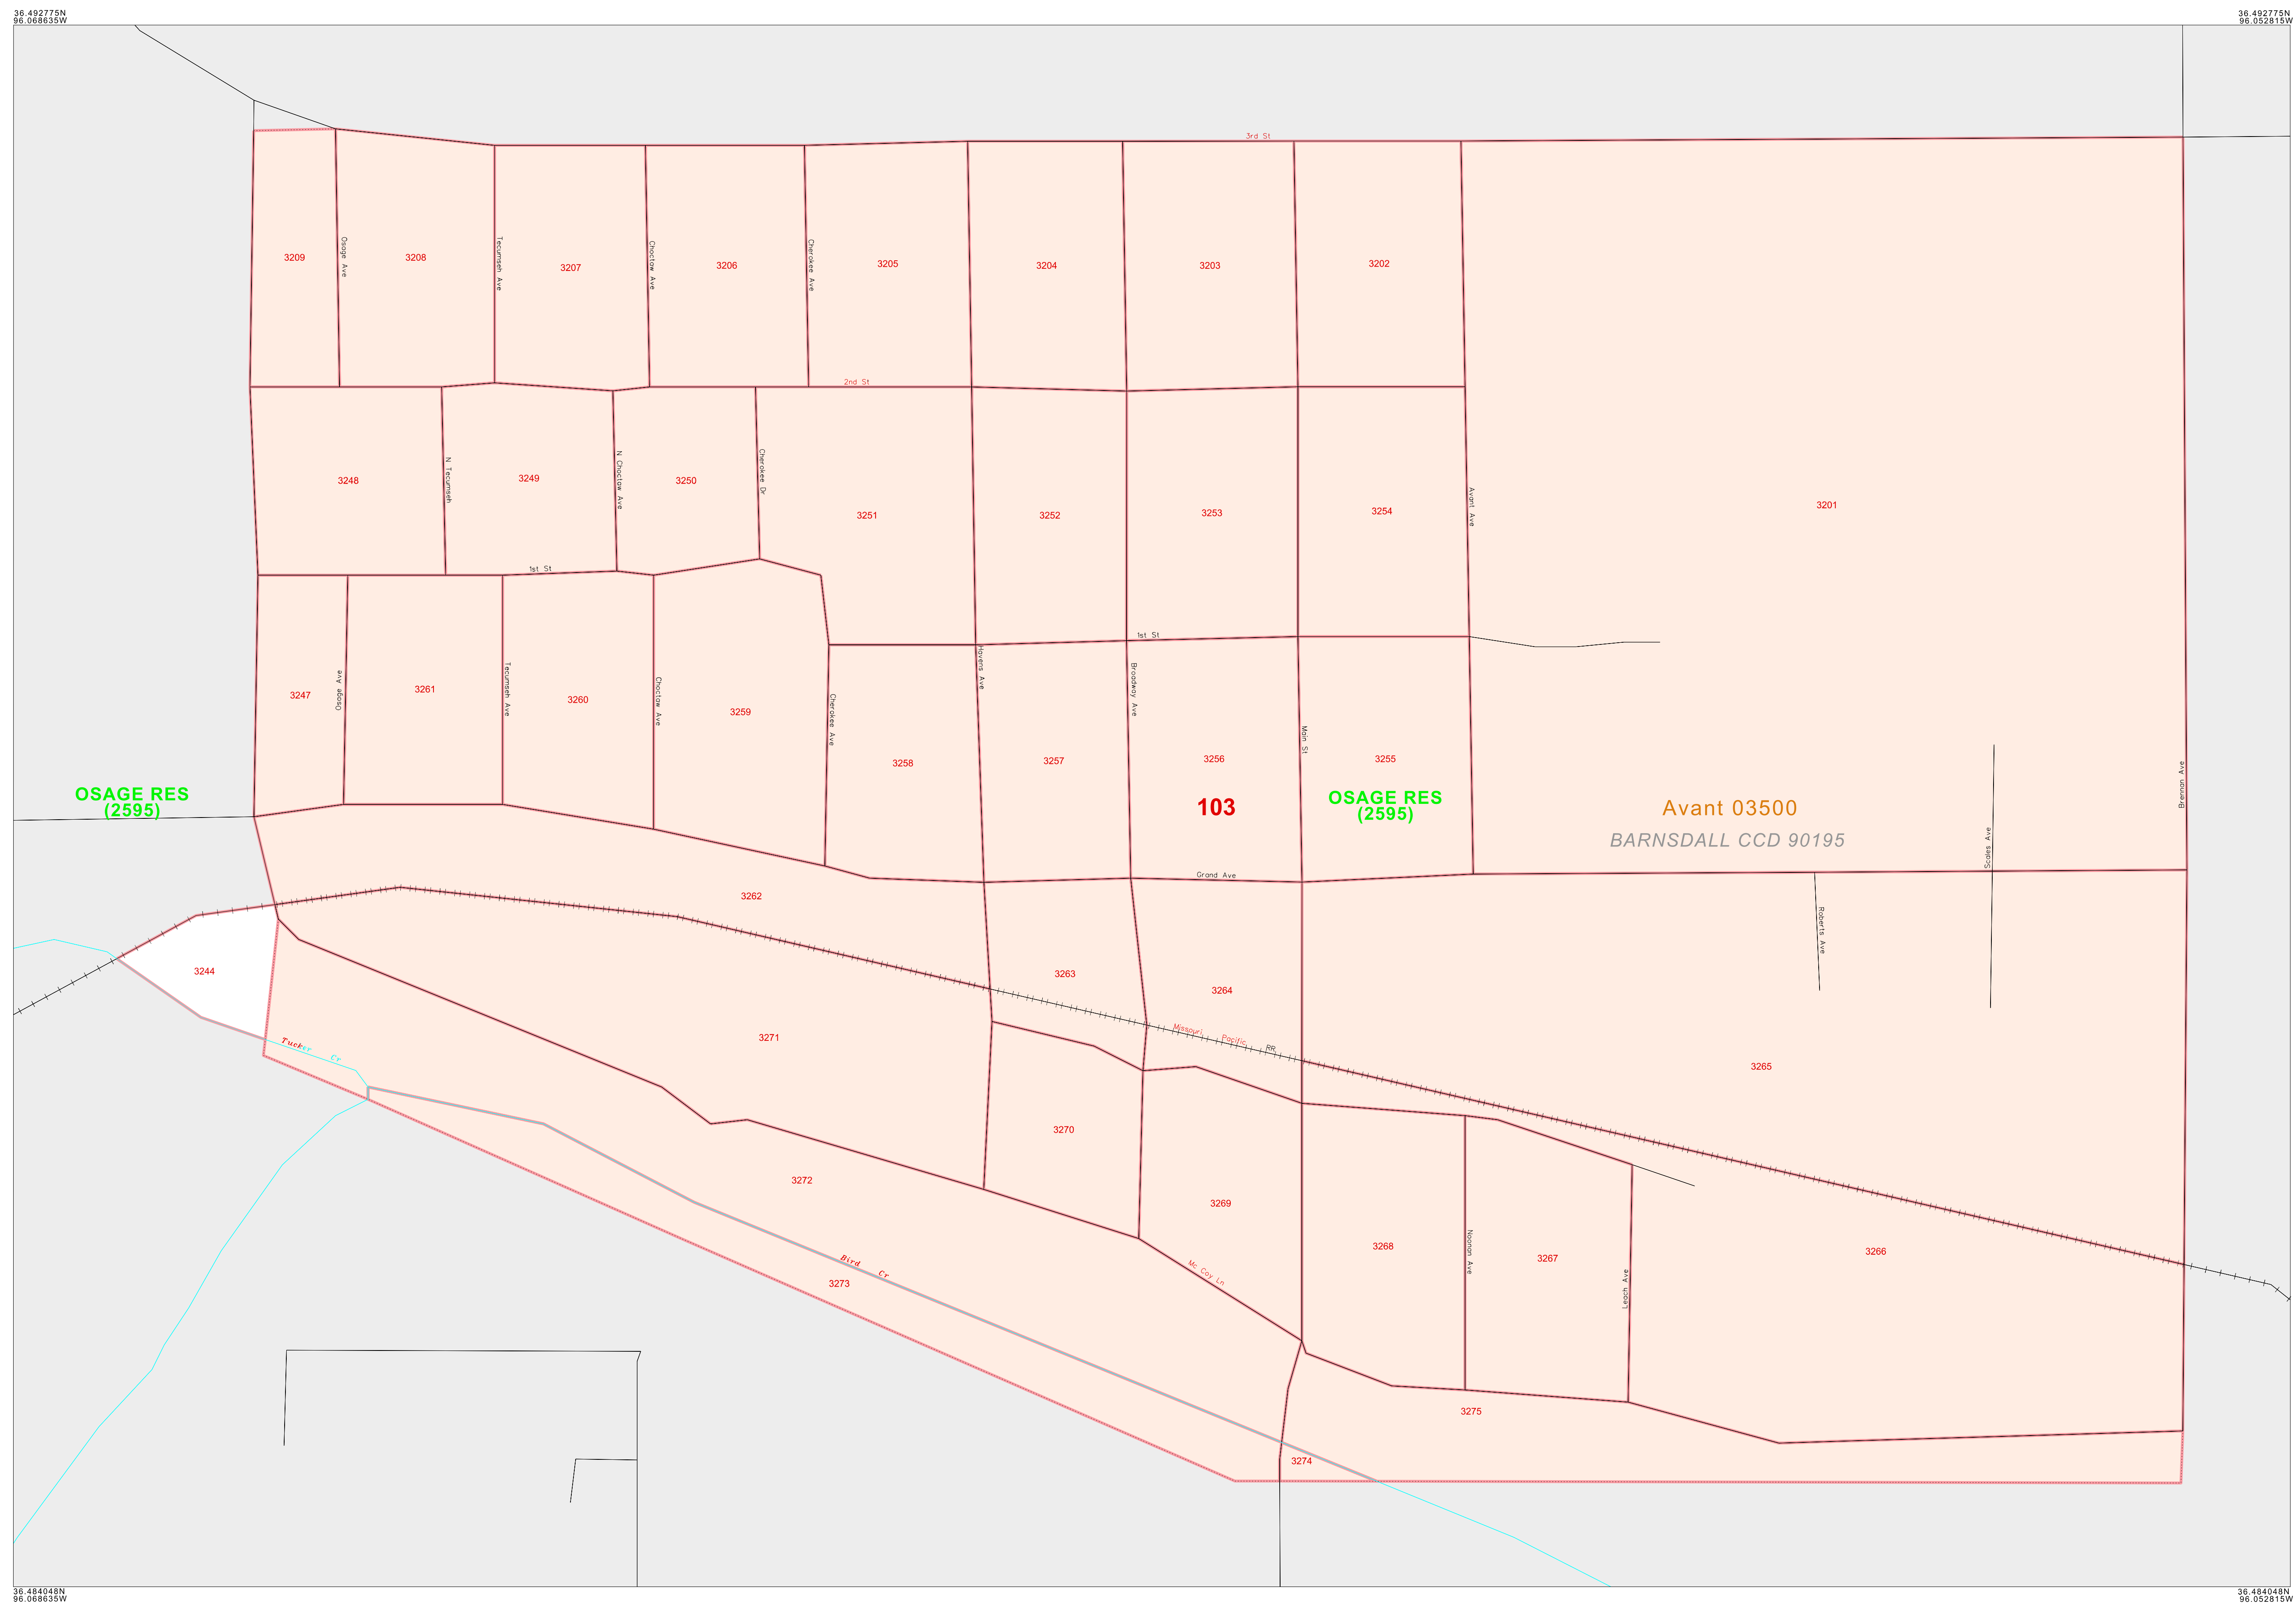 36.492775N
96.068635W
36.492775N
96.052815W
3rd St
3209
Osage Ave
3208
Tecumseh Ave
3207
Choctaw Ave
3206
Cherokee Ave
3205
3204
3203
3202
2nd St
3248
N Tecumseh
3249
N Choctaw Ave
3250
Cherokee Dr
3251
3252
3253
3254
Avant Ave
3201
1st St
1st St
3247
Osage Ave
3261
Tecumseh Ave
3260
Choctaw Ave
3259
Cherokee Ave
3258
Havens Ave
3257
Broadway Ave
3256
Main St
3255
Brennan Ave
OSAGE RES
(2595)
103
OSAGE RES
(2595)
Avant 03500
BARNSDALL CCD 90195
Scales Ave
Grand Ave
3262
Roberts Ave
3244
3263
3264
Missouri Pacific RR
Tucker Cr
3271
3265
3270
3272
3269
3268
Noonan Ave
3267
Leach Ave
3266
Bird Cr
Mc Coy Ln
3273
3275
3274
36.484048N
96.068635W
36.484048N
96.052815W